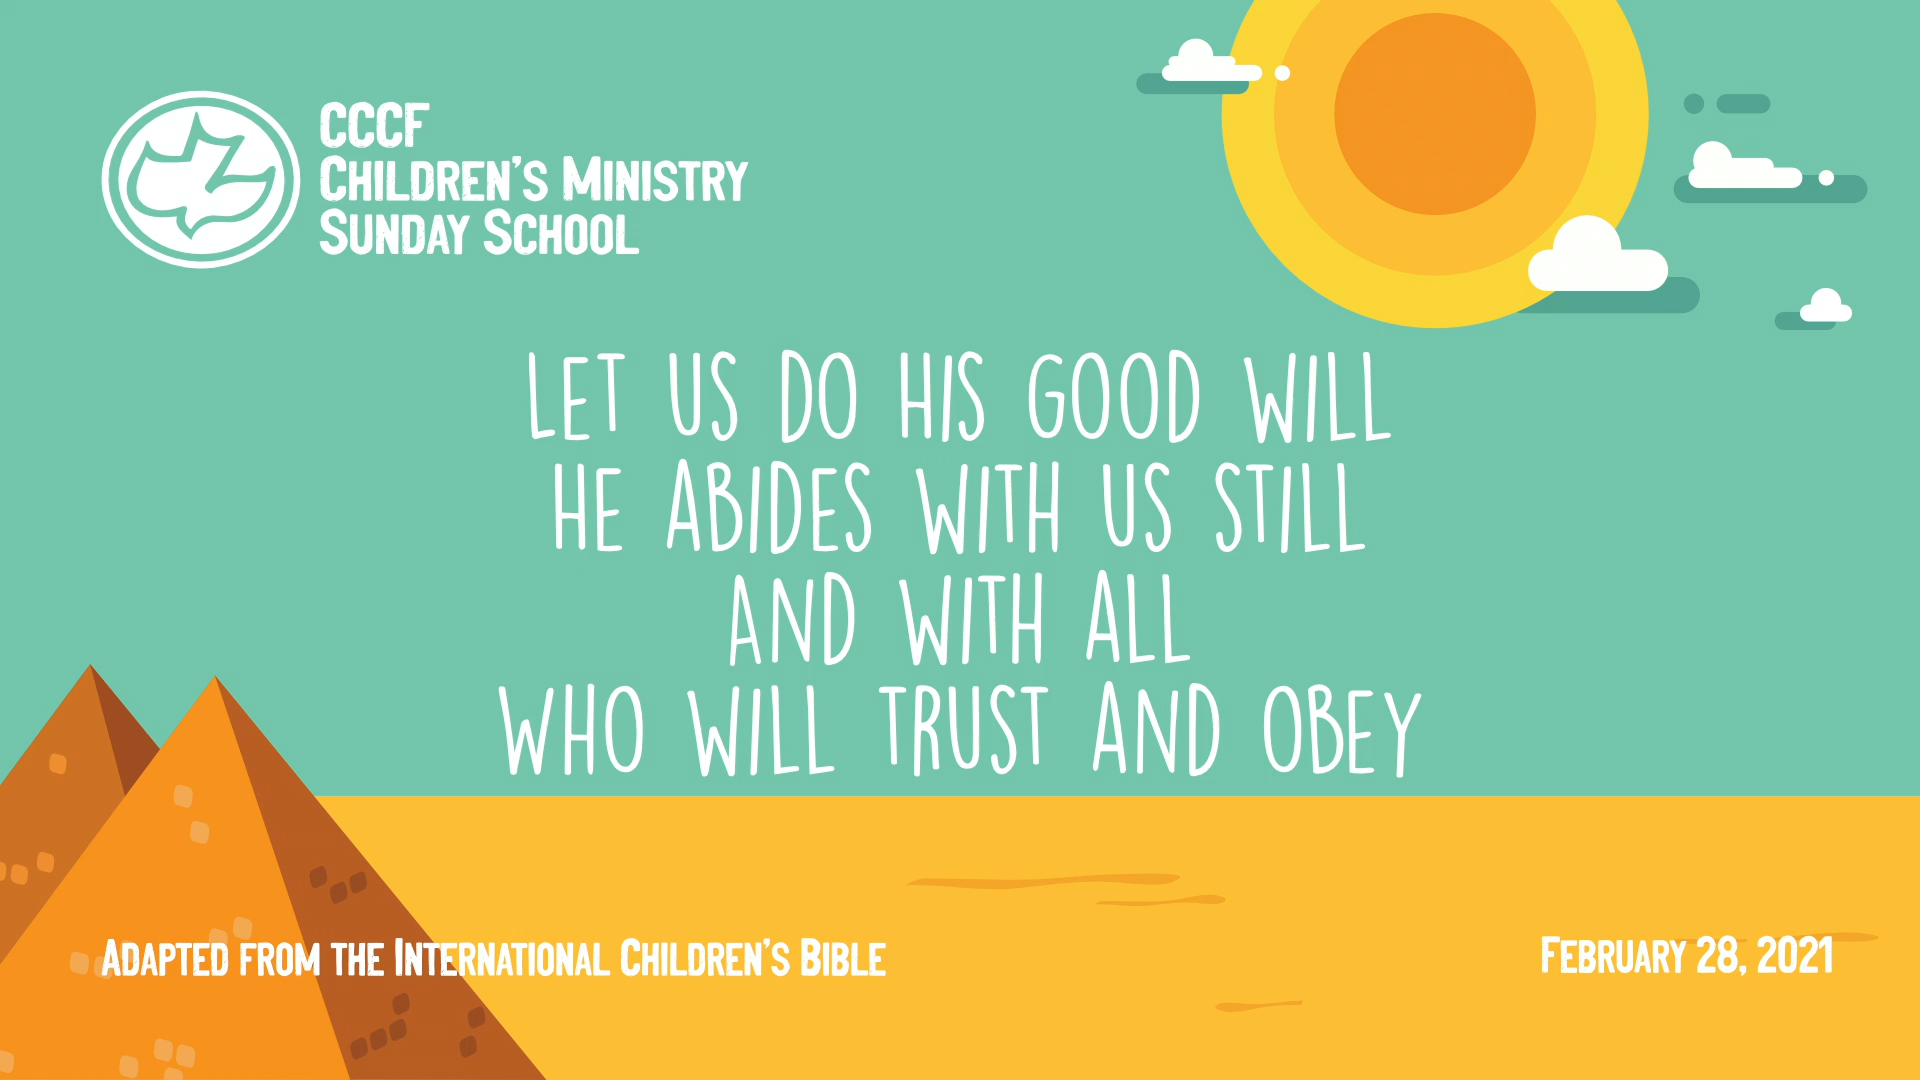 CCCF
Children's Ministry
Sunday School
LET US DO HIS GOOD WILL
HE ABIDES WITH US STILL
AND WITH ALL
WHO WILL TRUST AND OBEY
Adapted from the International Children's Bible
February 28, 2021